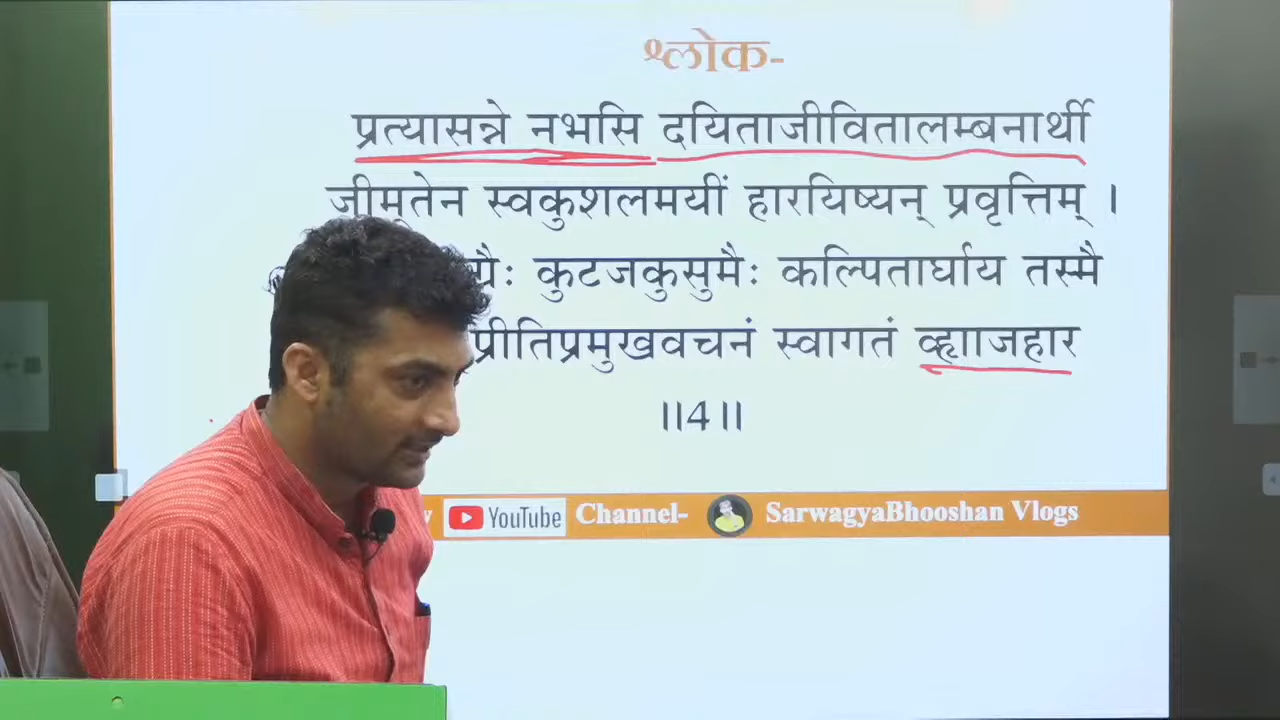 श्लोक-
प्रत्यासन्ने नभसि दयिताजीवितालम्बनार्थी
जीमूतेन स्वकुशलमयीं हारयिष्यन् प्रवृत्तिम् ।
कुटजकुसुमैः कल्पितार्घाय तस्मै
प्रीतिप्रमुखवचनं स्वागतं व्हााजहार
॥4॥
YouTube Channel- SarwagyaBhooshan Vlogs